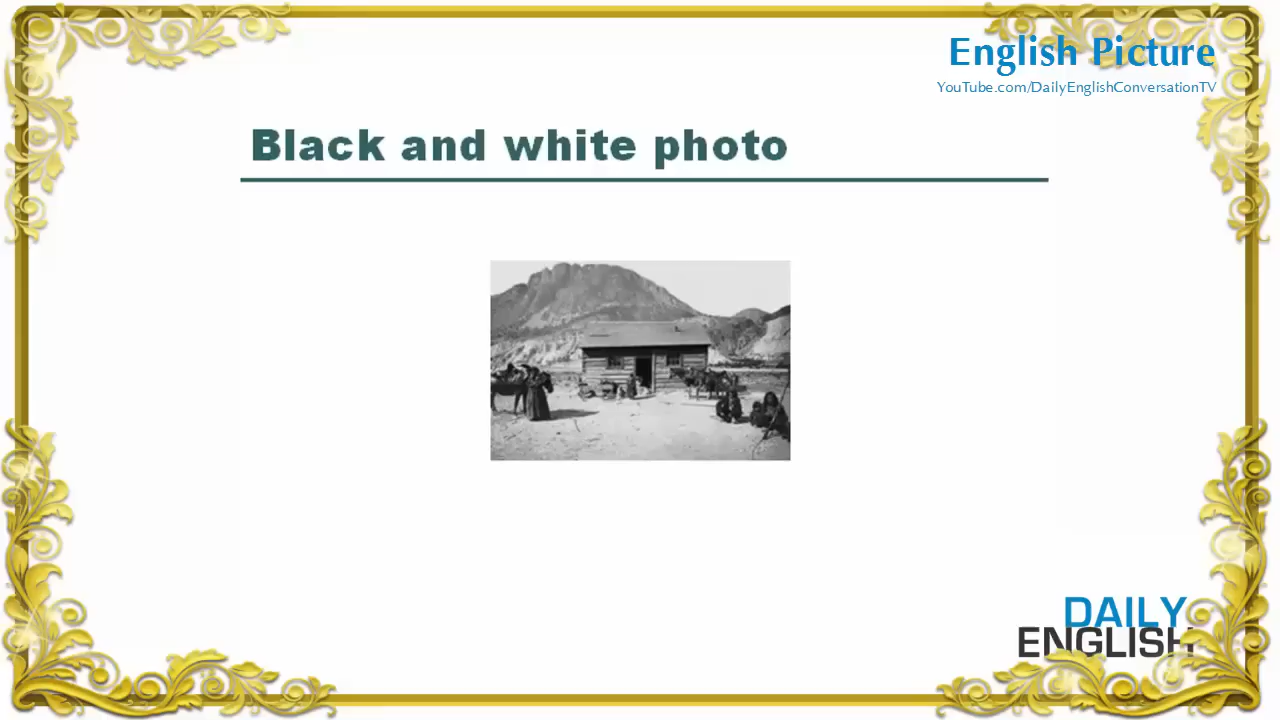 English Picture
YouTube.com/DailyEnglishConversationTV
Black and white photo
DAILY
ENGLISH